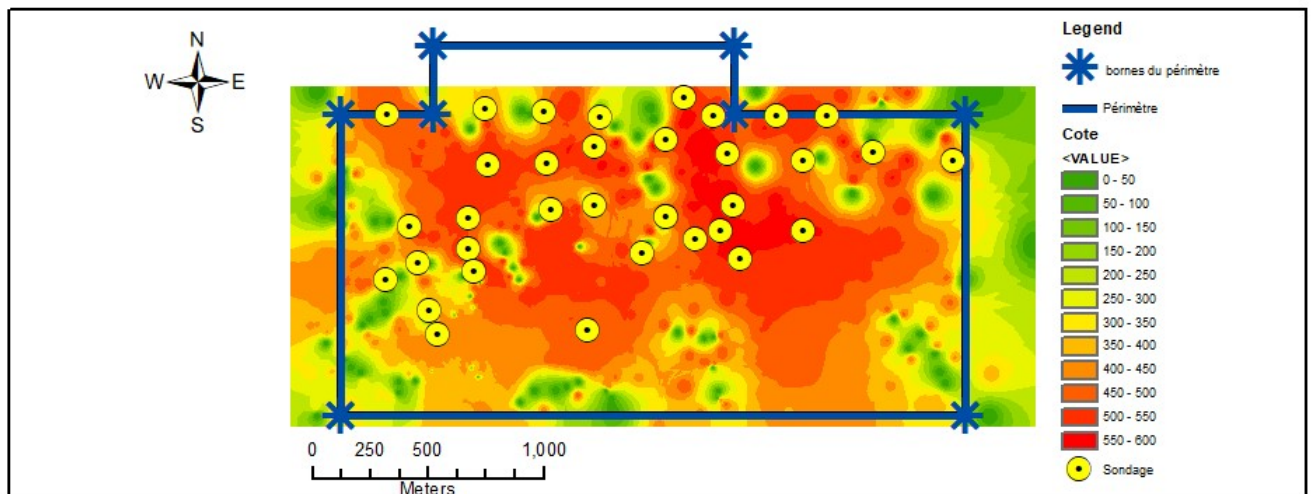 N
W E
S
Legend
bornes du périmètre
Périmètre
Cote
<VALUE>
0 - 50
50 - 100
100 - 150
150 - 200
200 - 250
250 - 300
300 - 350
350 - 400
400 - 450
450 - 500
500 - 550
550 - 600
Sondage
0 250 500 1,000
Meters